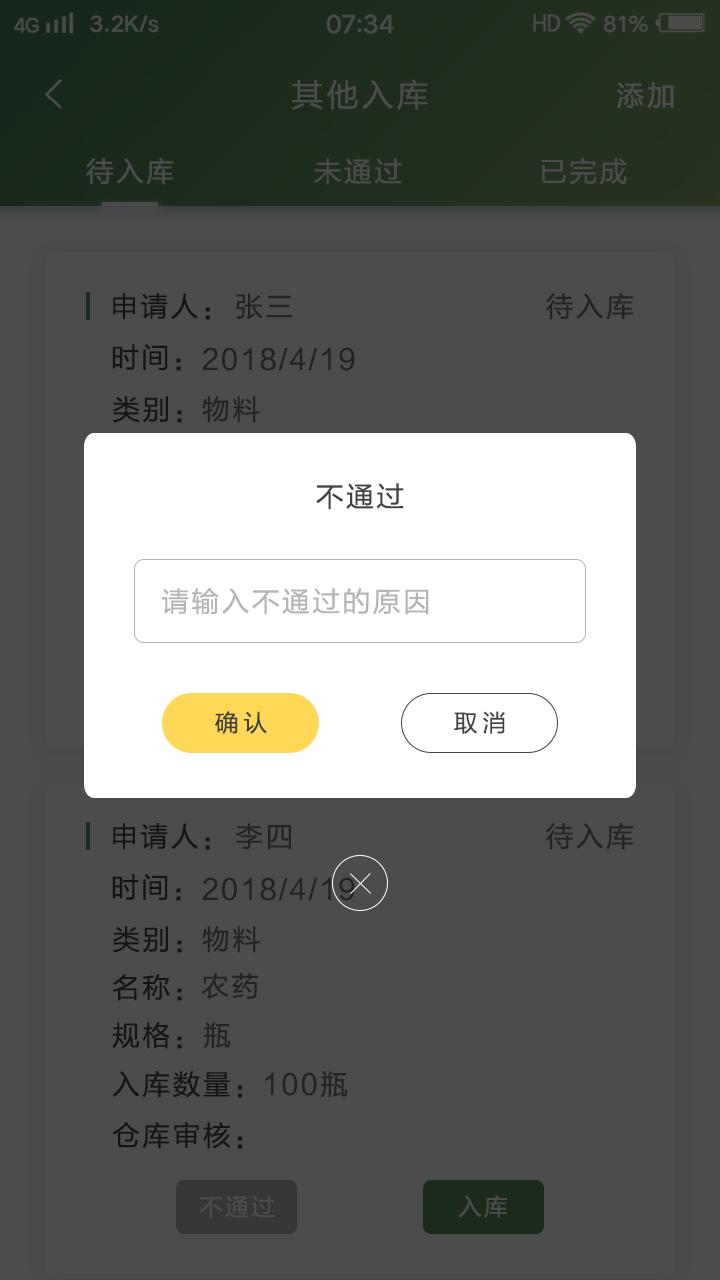 4G 3.2K/s 07:34 HD 81%
其他入库 添加
待入库 未通过 已完成
申请人： 张三 待入库
时间： 2018/4/19
类别： 物料
不通过
请输入不通过的原因
确认 取消
申请人： 李四 待入库
时间： 2018/4/19
类别： 物料
名称： 农药
规格： 瓶
入库数量： 100瓶
仓库审核：
不通过 入库